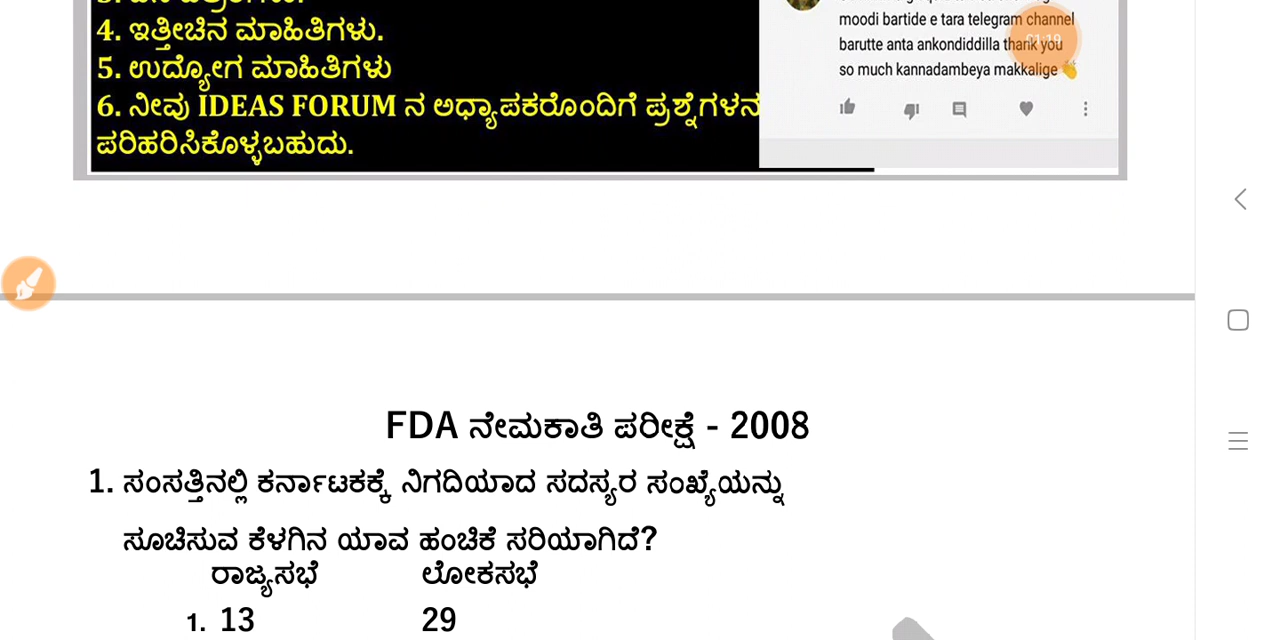 4. ಇತ್ತೀಚಿನ ಮಾಹಿತಿಗಳು.
5. ಉದ್ಯೋಗ ಮಾಹಿತಿಗಳು
6. ನೀವು IDEAS FORUM ನ ಅಧ್ಯಾಪಕರೊಂದಿಗೆ ಪ್ರಶ್ನೆಗಳನ
ಪರಿಹರಿಸಿಕೊಳ್ಳಬಹುದು.
moodi bartide e tara telegram channel
barutte anta ankondiddilla thank you
so much kannadambeya makkalige 👏
01:19
FDA ನೇಮಕಾತಿ ಪರೀಕ್ಷೆ - 2008
1. ಸಂಸತ್ತಿನಲ್ಲಿ ಕರ್ನಾಟಕಕ್ಕೆ ನಿಗದಿಯಾದ ಸದಸ್ಯರ ಸಂಖ್ಯೆಯನ್ನು
ಸೂಚಿಸುವ ಕೆಳಗಿನ ಯಾವ ಹಂಚಿಕೆ ಸರಿಯಾಗಿದೆ?
ರಾಜ್ಯಸಭೆ ಲೋಕಸಭೆ
1. 13 29